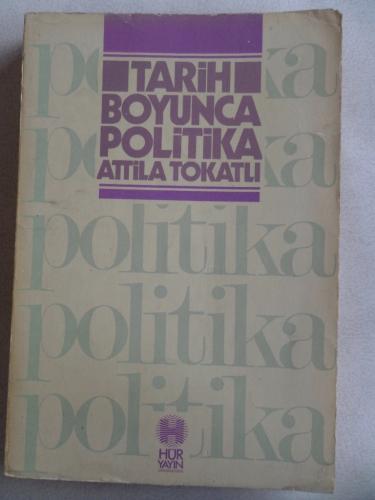 TARİH
BOYUNCA
POLİTİKA
ATTİLA TOKATLI
politika
politika
politika
politika
politika
HÜR
YAYIN